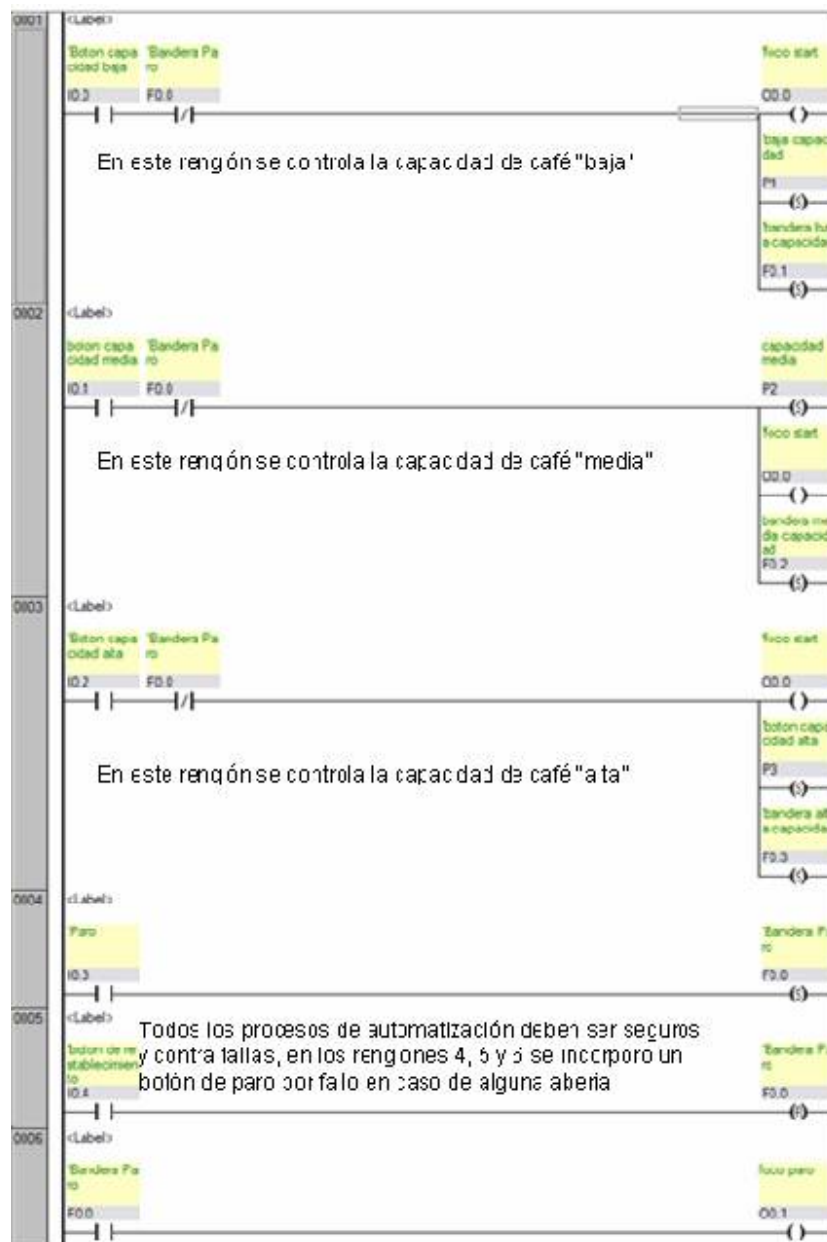 0001
<Label>
'Boton capa
cidad baja
'Bandera Pa
ro
foco start
F0.0
O0.0
En este renglón se controla la capacidad de café "baja"
baja capac
dad
P1
F0.1
0002
<Label>
boton capa
cidad media
'Bandera Pa
ro
capacidad
media
I0.1
F0.0
P2
En este renglón se controla la capacidad de café "media"
foco start
O0.0
bandera me
dia capacid
ad
F0.2
0003
<Label>
'Boton capa
cidad alta
'Bandera Pa
ro
foco start
I0.2
F0.0
O0.0
En este renglón se controla la capacidad de café "alta"
boton capa
cidad alta
P3
bandera alt
a capacida
F0.3
0004
<Label>
'Paro
'Bandera Pa
ro
I0.3
F0.0
0005
<Label>
Todos los procesos de automatización deben ser seguros
y contra fallas, en los renglones 4, 5 y 6 se incorporo un
botón de paro por fallo en caso de alguna aberia
boton de re
stablecimien
to
'Bandera Pa
ro
I0.4
F0.0
0006
<Label>
'Bandera Pa
ro
foco paro
F0.0
O0.1